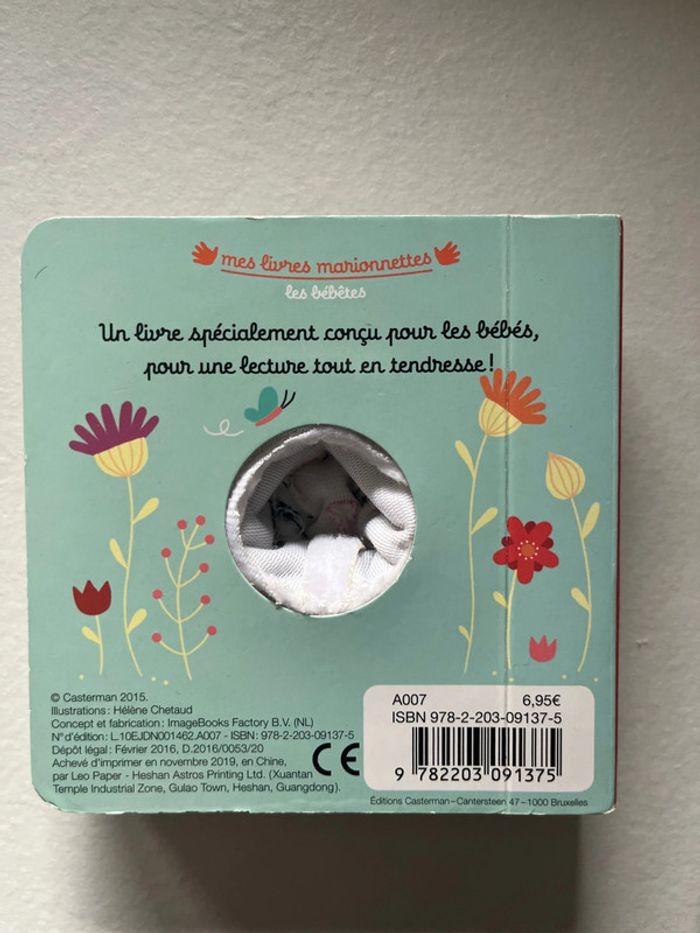 mes livres marionnettes
les bébêtes
Un livre spécialement conçu pour les bébés,
pour une lecture tout en tendresse!
© Casterman 2015.
Illustrations : Hélène Chetaud
Concept et fabrication : ImageBooks Factory B.V. (NL)
N° d'édition : L.10EJDN001462.A007 - ISBN : 978-2-203-09137-5
Dépôt légal : Février 2016, D.2016/0053/20
Achevé d'imprimer en novembre 2019, en Chine,
par Leo Paper - Heshan Astros Printing Ltd. (Xuantan
Temple Industrial Zone, Gulao Town, Heshan, Guangdong).
CE
A007 6,95€
ISBN 978-2-203-09137-5
9 782203 091375
Éditions Casterman – Cantersteen 47 – 1000 Bruxelles